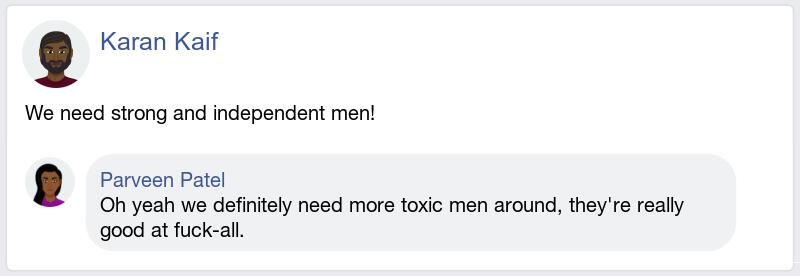 Karan Kaif
We need strong and independent men!
Parveen Patel
Oh yeah we definitely need more toxic men around, they're really
good at fuck-all.